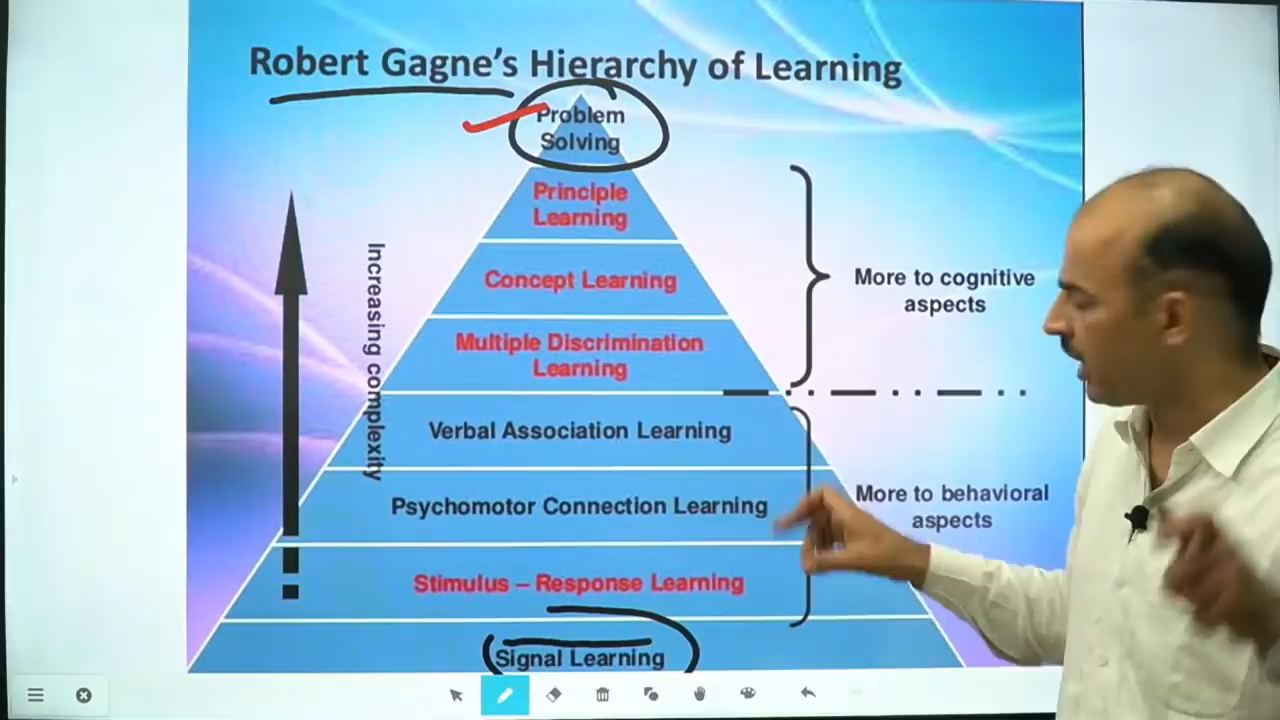 Robert Gagne's Hierarchy of Learning
Problem
Solving
Principle
Learning
Concept Learning
Multiple Discrimination
Learning
Verbal Association Learning
Psychomotor Connection Learning
Stimulus – Response Learning
Signal Learning
Increasing complexity
More to cognitive
aspects
More to behavioral
aspects